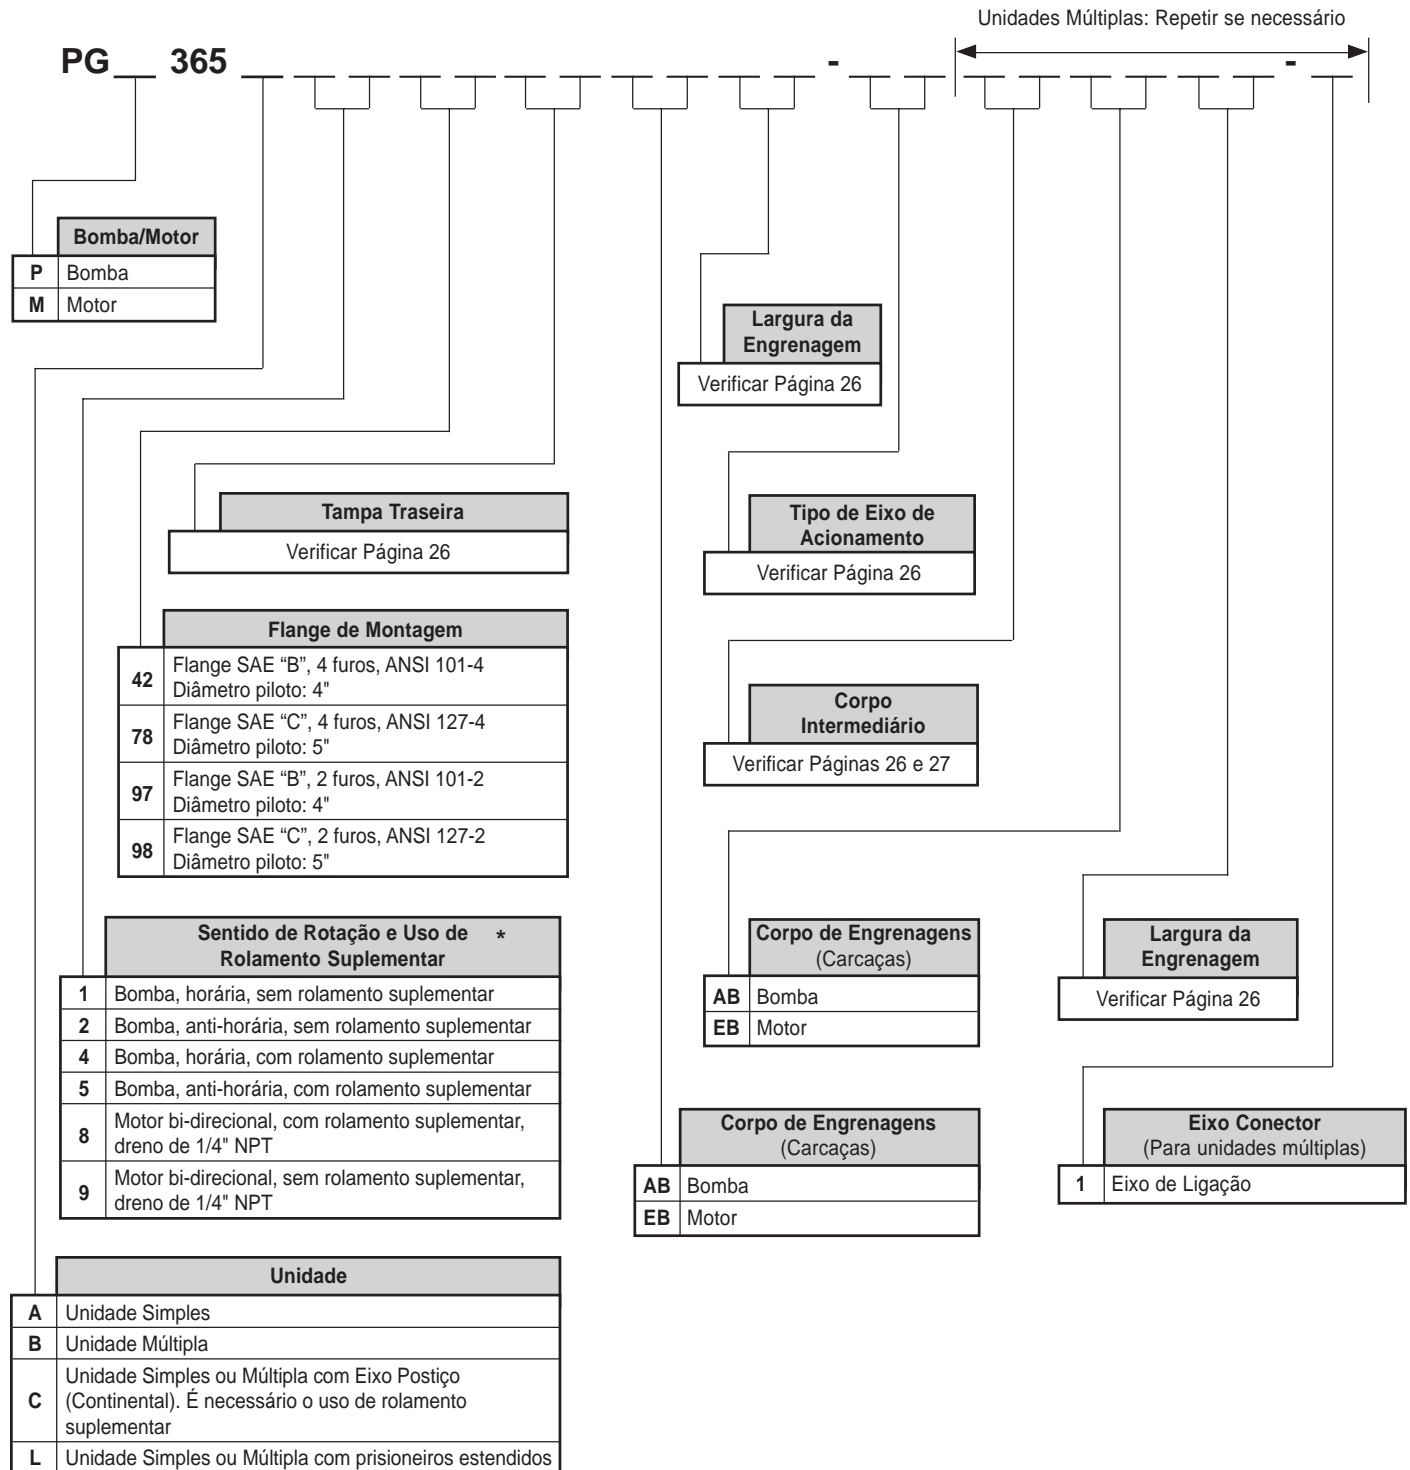 Unidades Múltiplas: Repetir se necessário
PG__ 365 __ __ __ __ __ __ __ __ __ __ __ - __ __ __ __ __ __ __ __ - __
Bomba/Motor
P Bomba
M Motor
Largura da
Engrenagem
Verificar Página 26
Tampa Traseira
Verificar Página 26
Tipo de Eixo de
Acionamento
Verificar Página 26
Flange de Montagem
42 Flange SAE “B”, 4 furos, ANSI 101-4
Diâmetro piloto: 4"
78 Flange SAE “C”, 4 furos, ANSI 127-4
Diâmetro piloto: 5"
97 Flange SAE “B”, 2 furos, ANSI 101-2
Diâmetro piloto: 4"
98 Flange SAE “C”, 2 furos, ANSI 127-2
Diâmetro piloto: 5"
Corpo
Intermediário
Verificar Páginas 26 e 27
Sentido de Rotação e Uso de *
Rolamento Suplementar
1 Bomba, horária, sem rolamento suplementar
2 Bomba, anti-horária, sem rolamento suplementar
4 Bomba, horária, com rolamento suplementar
5 Bomba, anti-horária, com rolamento suplementar
8 Motor bi-direcional, com rolamento suplementar,
dreno de 1/4" NPT
9 Motor bi-direcional, sem rolamento suplementar,
dreno de 1/4" NPT
Corpo de Engrenagens
(Carcaças)
AB Bomba
EB Motor
Largura da
Engrenagem
Verificar Página 26
Corpo de Engrenagens
(Carcaças)
AB Bomba
EB Motor
Eixo Conector
(Para unidades múltiplas)
1 Eixo de Ligação
Unidade
A Unidade Simples
B Unidade Múltipla
C Unidade Simples ou Múltipla com Eixo Postiço
(Continental). É necessário o uso de rolamento
suplementar
L Unidade Simples ou Múltipla com prisioneiros estendidos